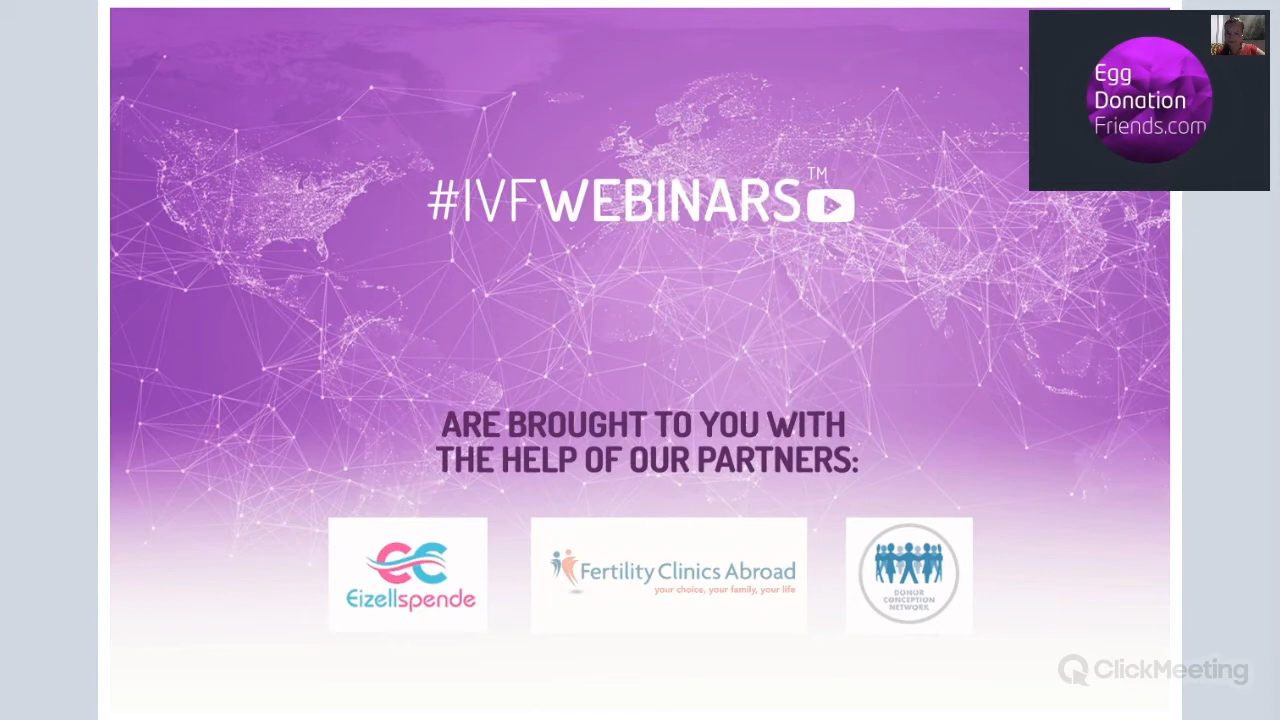 #IVFWEBINARS™
ARE BROUGHT TO YOU WITH
THE HELP OF OUR PARTNERS:
Eizellspende
Fertility Clinics Abroad
your choice, your family, your life
DONOR
CONCEPTION
NETWORK
Egg
Donation
Friends.com
ClickMeeting